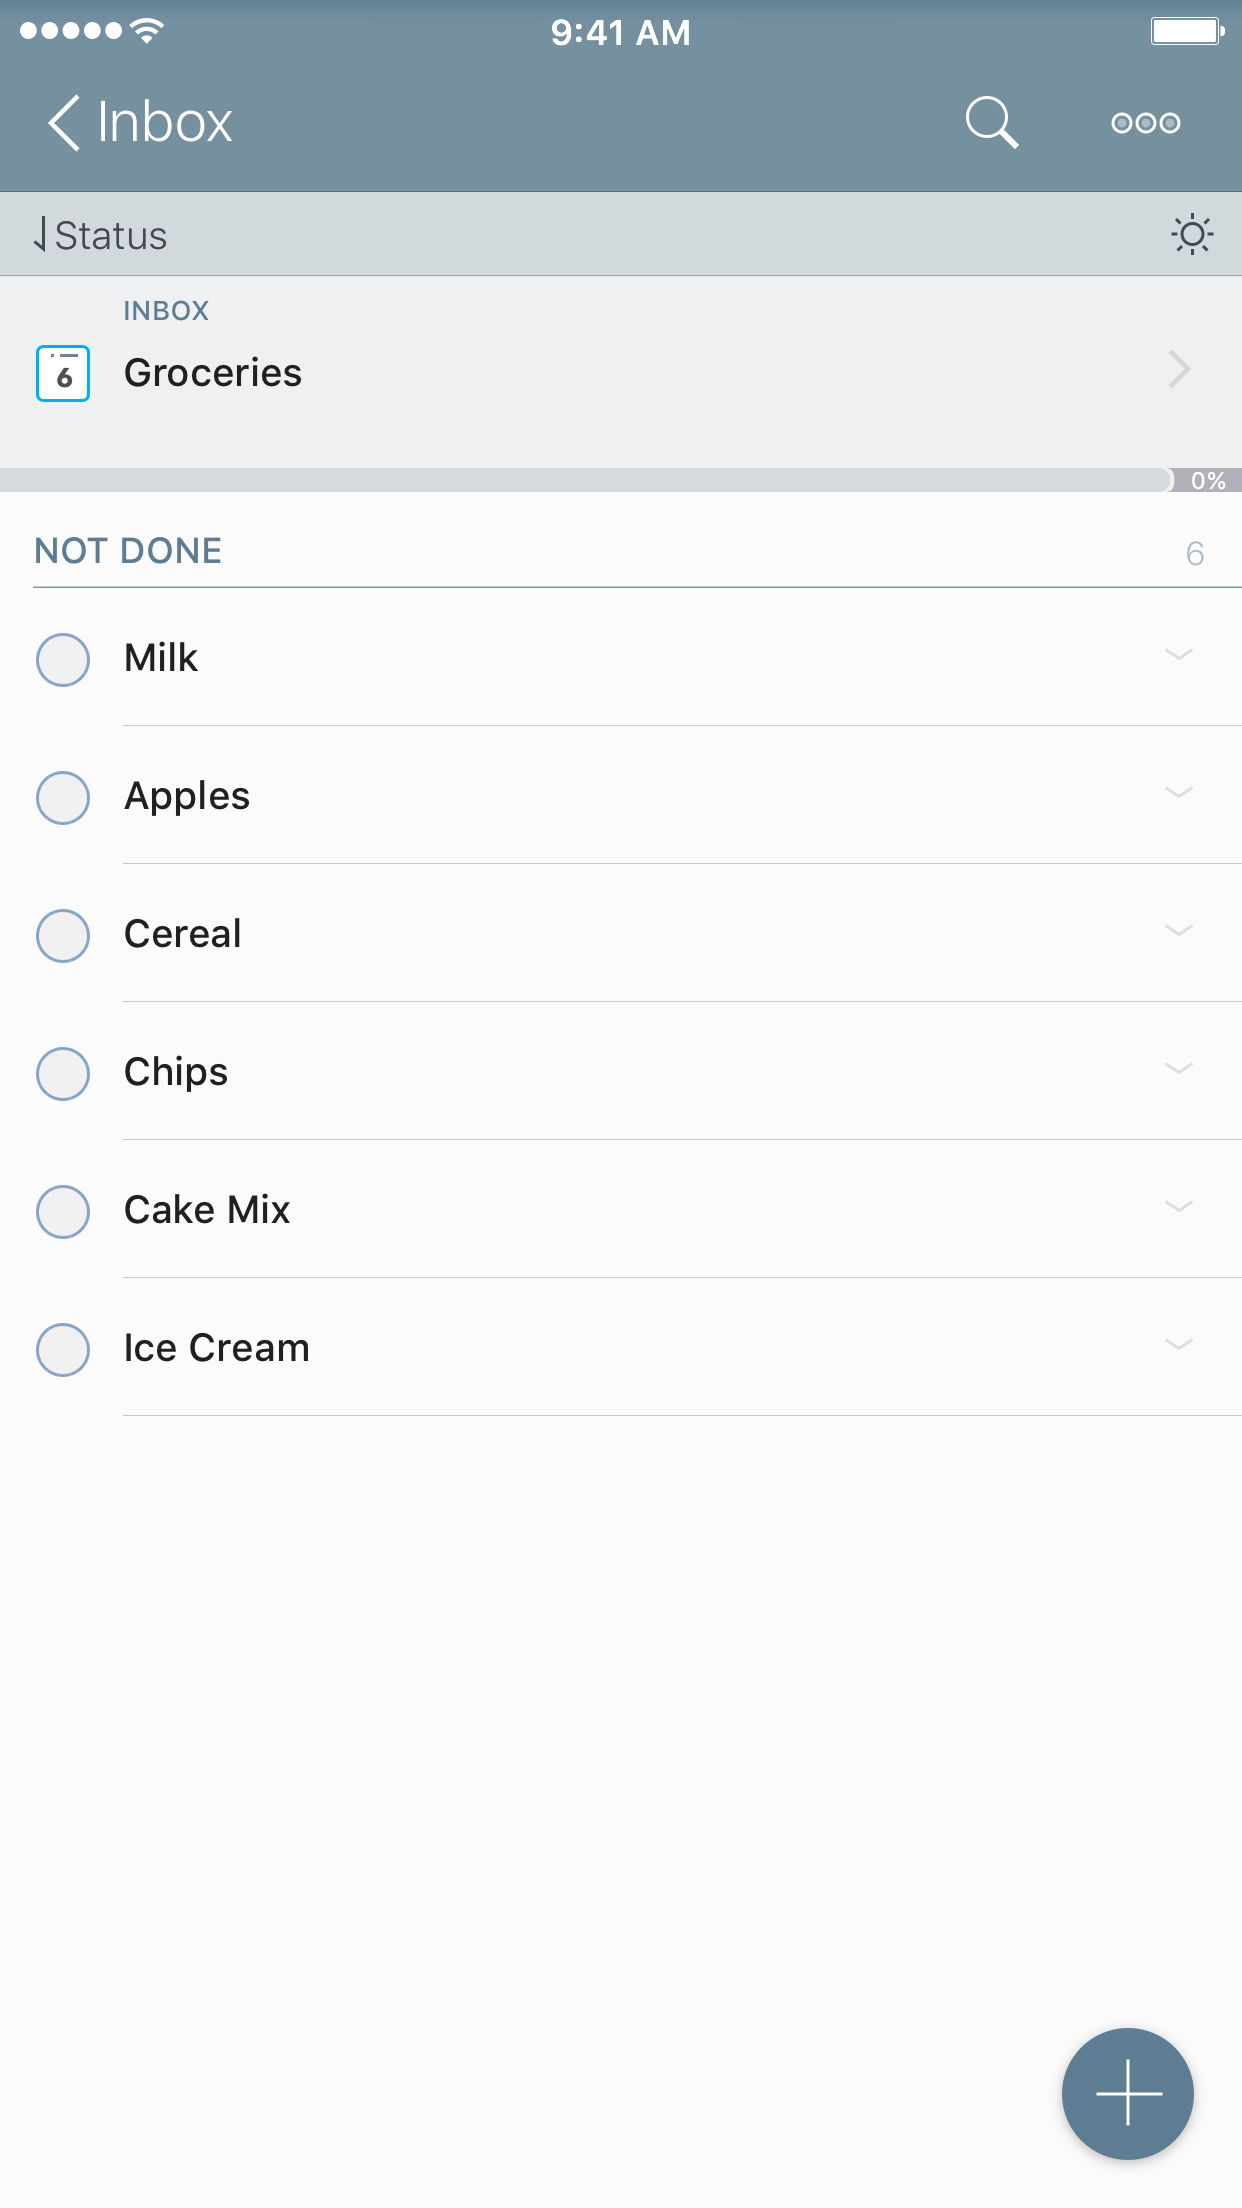 9:41 AM
Inbox
Status
INBOX
6
Groceries
0%
NOT DONE
6
Milk
Apples
Cereal
Chips
Cake Mix
Ice Cream